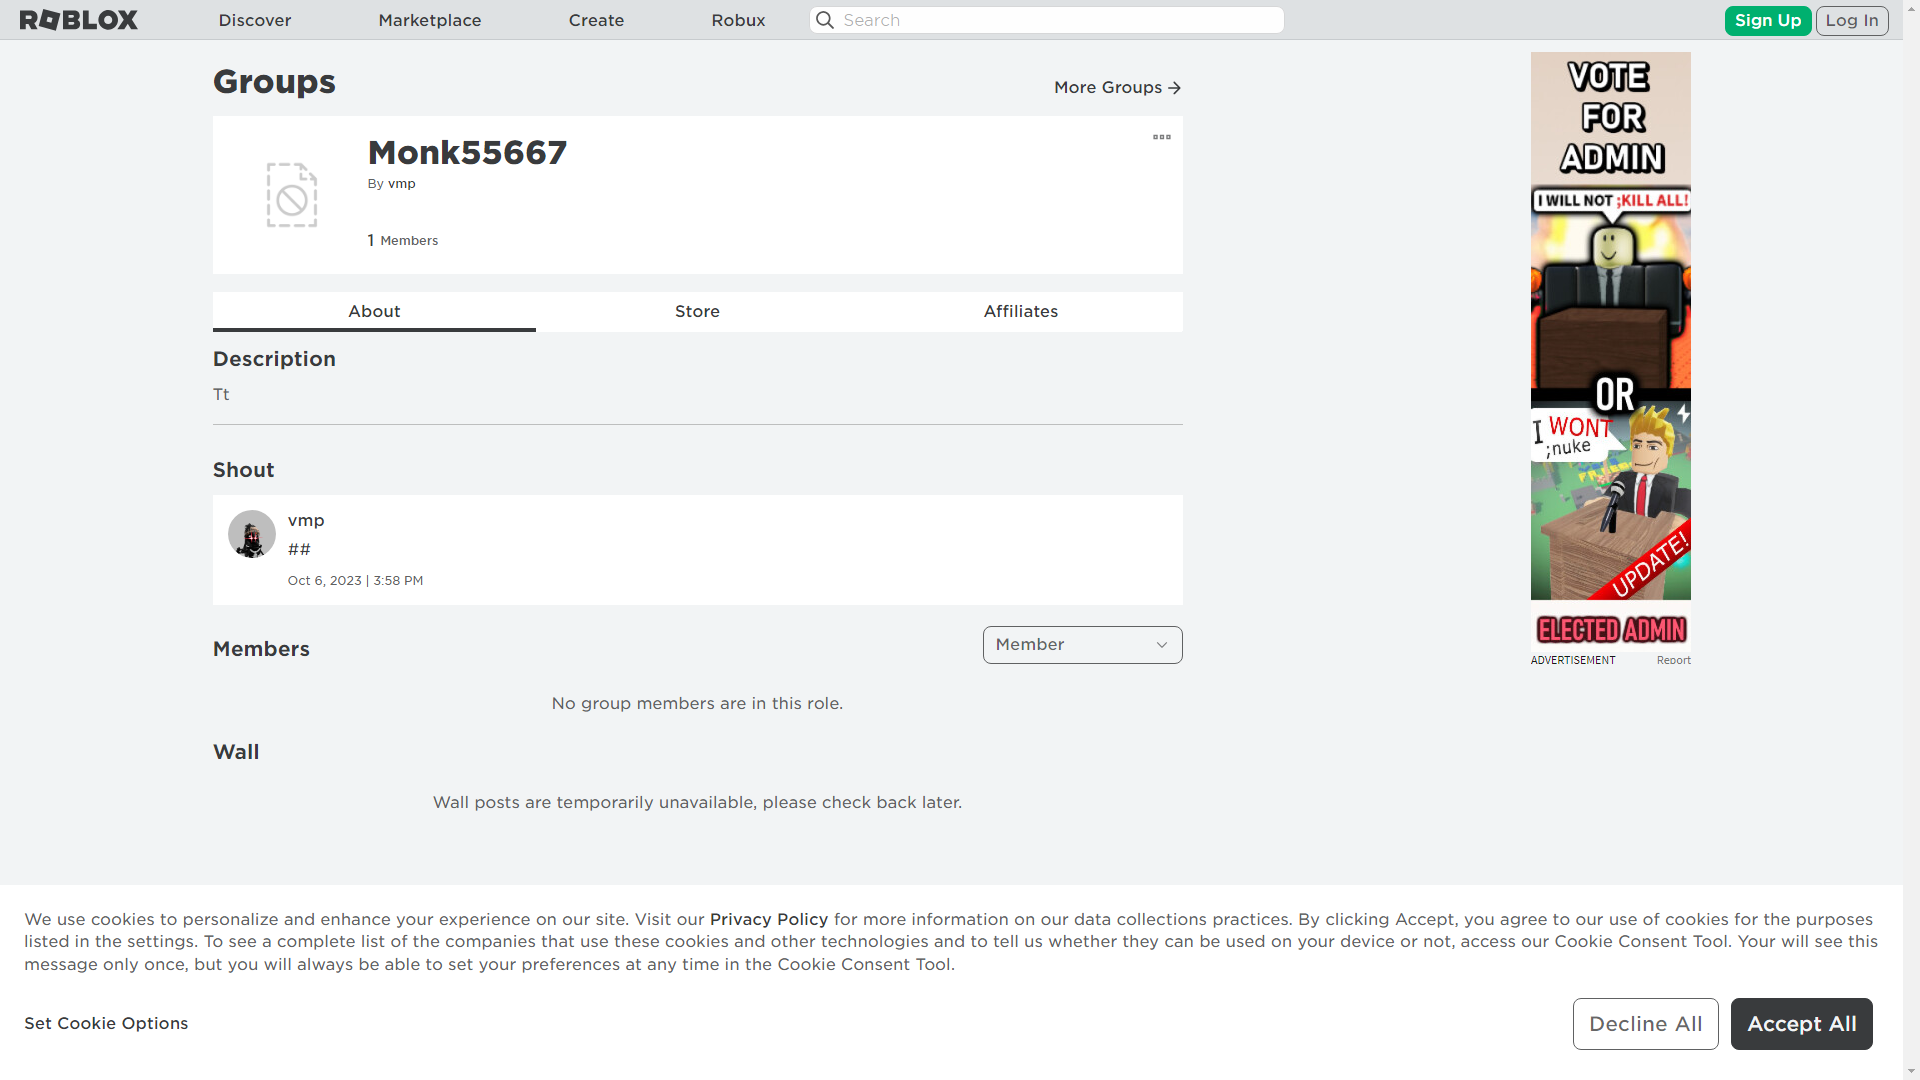 ROBLOX
Discover
Marketplace
Create
Robux
Search
Sign Up
Log In
Groups
More Groups
Monk55667
By vmp
1 Members
About
Store
Affiliates
Description
Tt
Shout
vmp
##
Oct 6, 2023 | 3:58 PM
Members
Member
No group members are in this role.
Wall
Wall posts are temporarily unavailable, please check back later.
VOTE
FOR
ADMIN
I WILL NOT ;KILL ALL!
OR
I WONT
;nuke
UPDATE!
ELECTED ADMIN
ADVERTISEMENT
Report
We use cookies to personalize and enhance your experience on our site. Visit our Privacy Policy for more information on our data collections practices. By clicking Accept, you agree to our use of cookies for the purposes
listed in the settings. To see a complete list of the companies that use these cookies and other technologies and to tell us whether they can be used on your device or not, access our Cookie Consent Tool. Your will see this
message only once, but you will always be able to set your preferences at any time in the Cookie Consent Tool.
Set Cookie Options
Decline All
Accept All